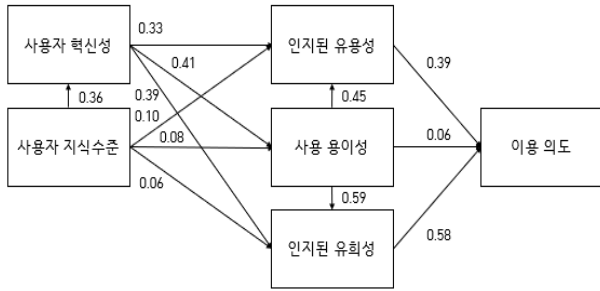 사용자 혁신성
0.33
인지된 유용성
0.41
0.39
0.36
0.39
0.10
0.45
사용자 지식수준
0.08
사용 용이성
0.06
이용 의도
0.06
0.59
인지된 유희성
0.58